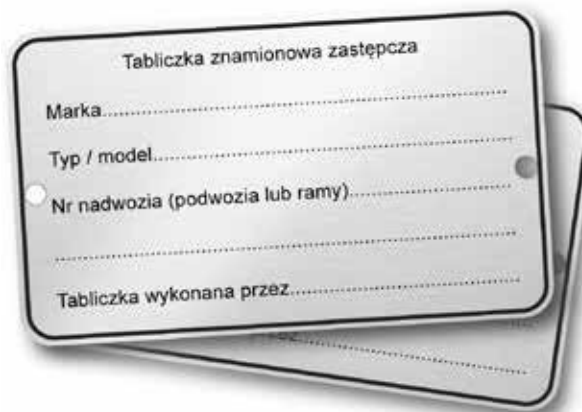 Tabliczka znamionowa zastępcza
Marka....................................................................
Typ / model............................................................
Nr nadwozia (podwozia lub ramy)...........................
................................................................................
Tabliczka wykonana przez.......................................